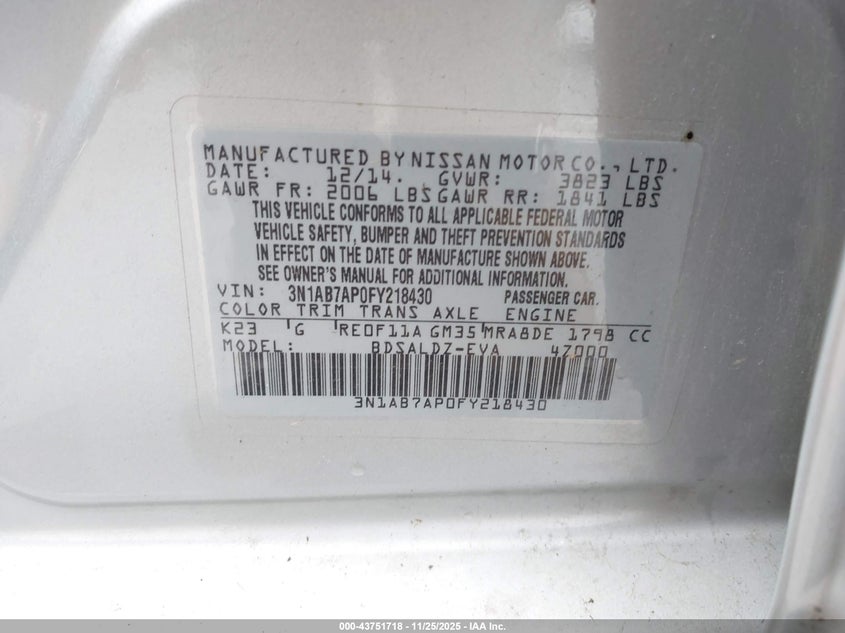 MANUFACTURED BY NISSAN MOTOR CO., LTD.
DATE: 12/14. GVWR: 3823 LBS
GAWR FR: 2006 LBS GAWR RR: 1841 LBS
THIS VEHICLE CONFORMS TO ALL APPLICABLE FEDERAL MOTOR
VEHICLE SAFETY, BUMPER AND THEFT PREVENTION STANDARDS
IN EFFECT ON THE DATE OF MANUFACTURE SHOWN ABOVE.
SEE OWNER'S MANUAL FOR ADDITIONAL INFORMATION.
VIN: 3N1AB7AP0FY218430 PASSENGER CAR
COLOR TRIM TRANS AXLE ENGINE
K23 G RE0F11A GM35 MRA8DE 1798 CC
MODEL: BDSALDZ-EVA 4Z000
3N1AB7AP0FY218430
000-43751718 - 11/25/2025 - IAA Inc.